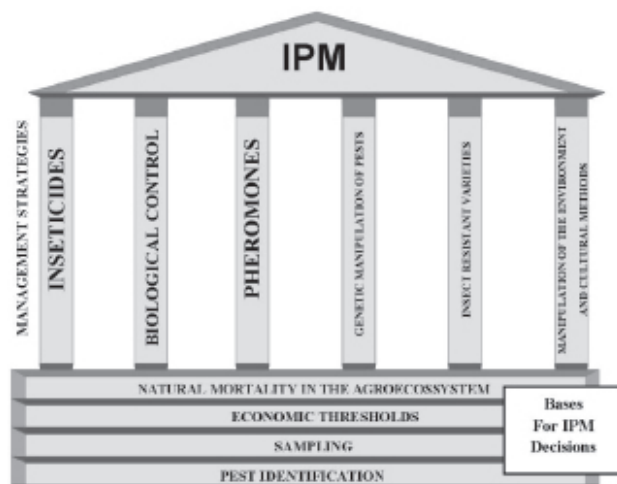 IPM
MANAGEMENT STRATEGIES
INSETICIDES
BIOLOGICAL CONTROL
PHEROMONES
GENETIC MANIPULATION OF PESTS
INSECT RESISTANT VARIETIES
MANIPULATION OF THE ENVIRONMENT
AND CULTURAL METHODS
NATURAL MORTALITY IN THE AGROECOSSYSTEM
ECONOMIC THRESHOLDS
SAMPLING
PEST IDENTIFICATION
Bases
For IPM
Decisions